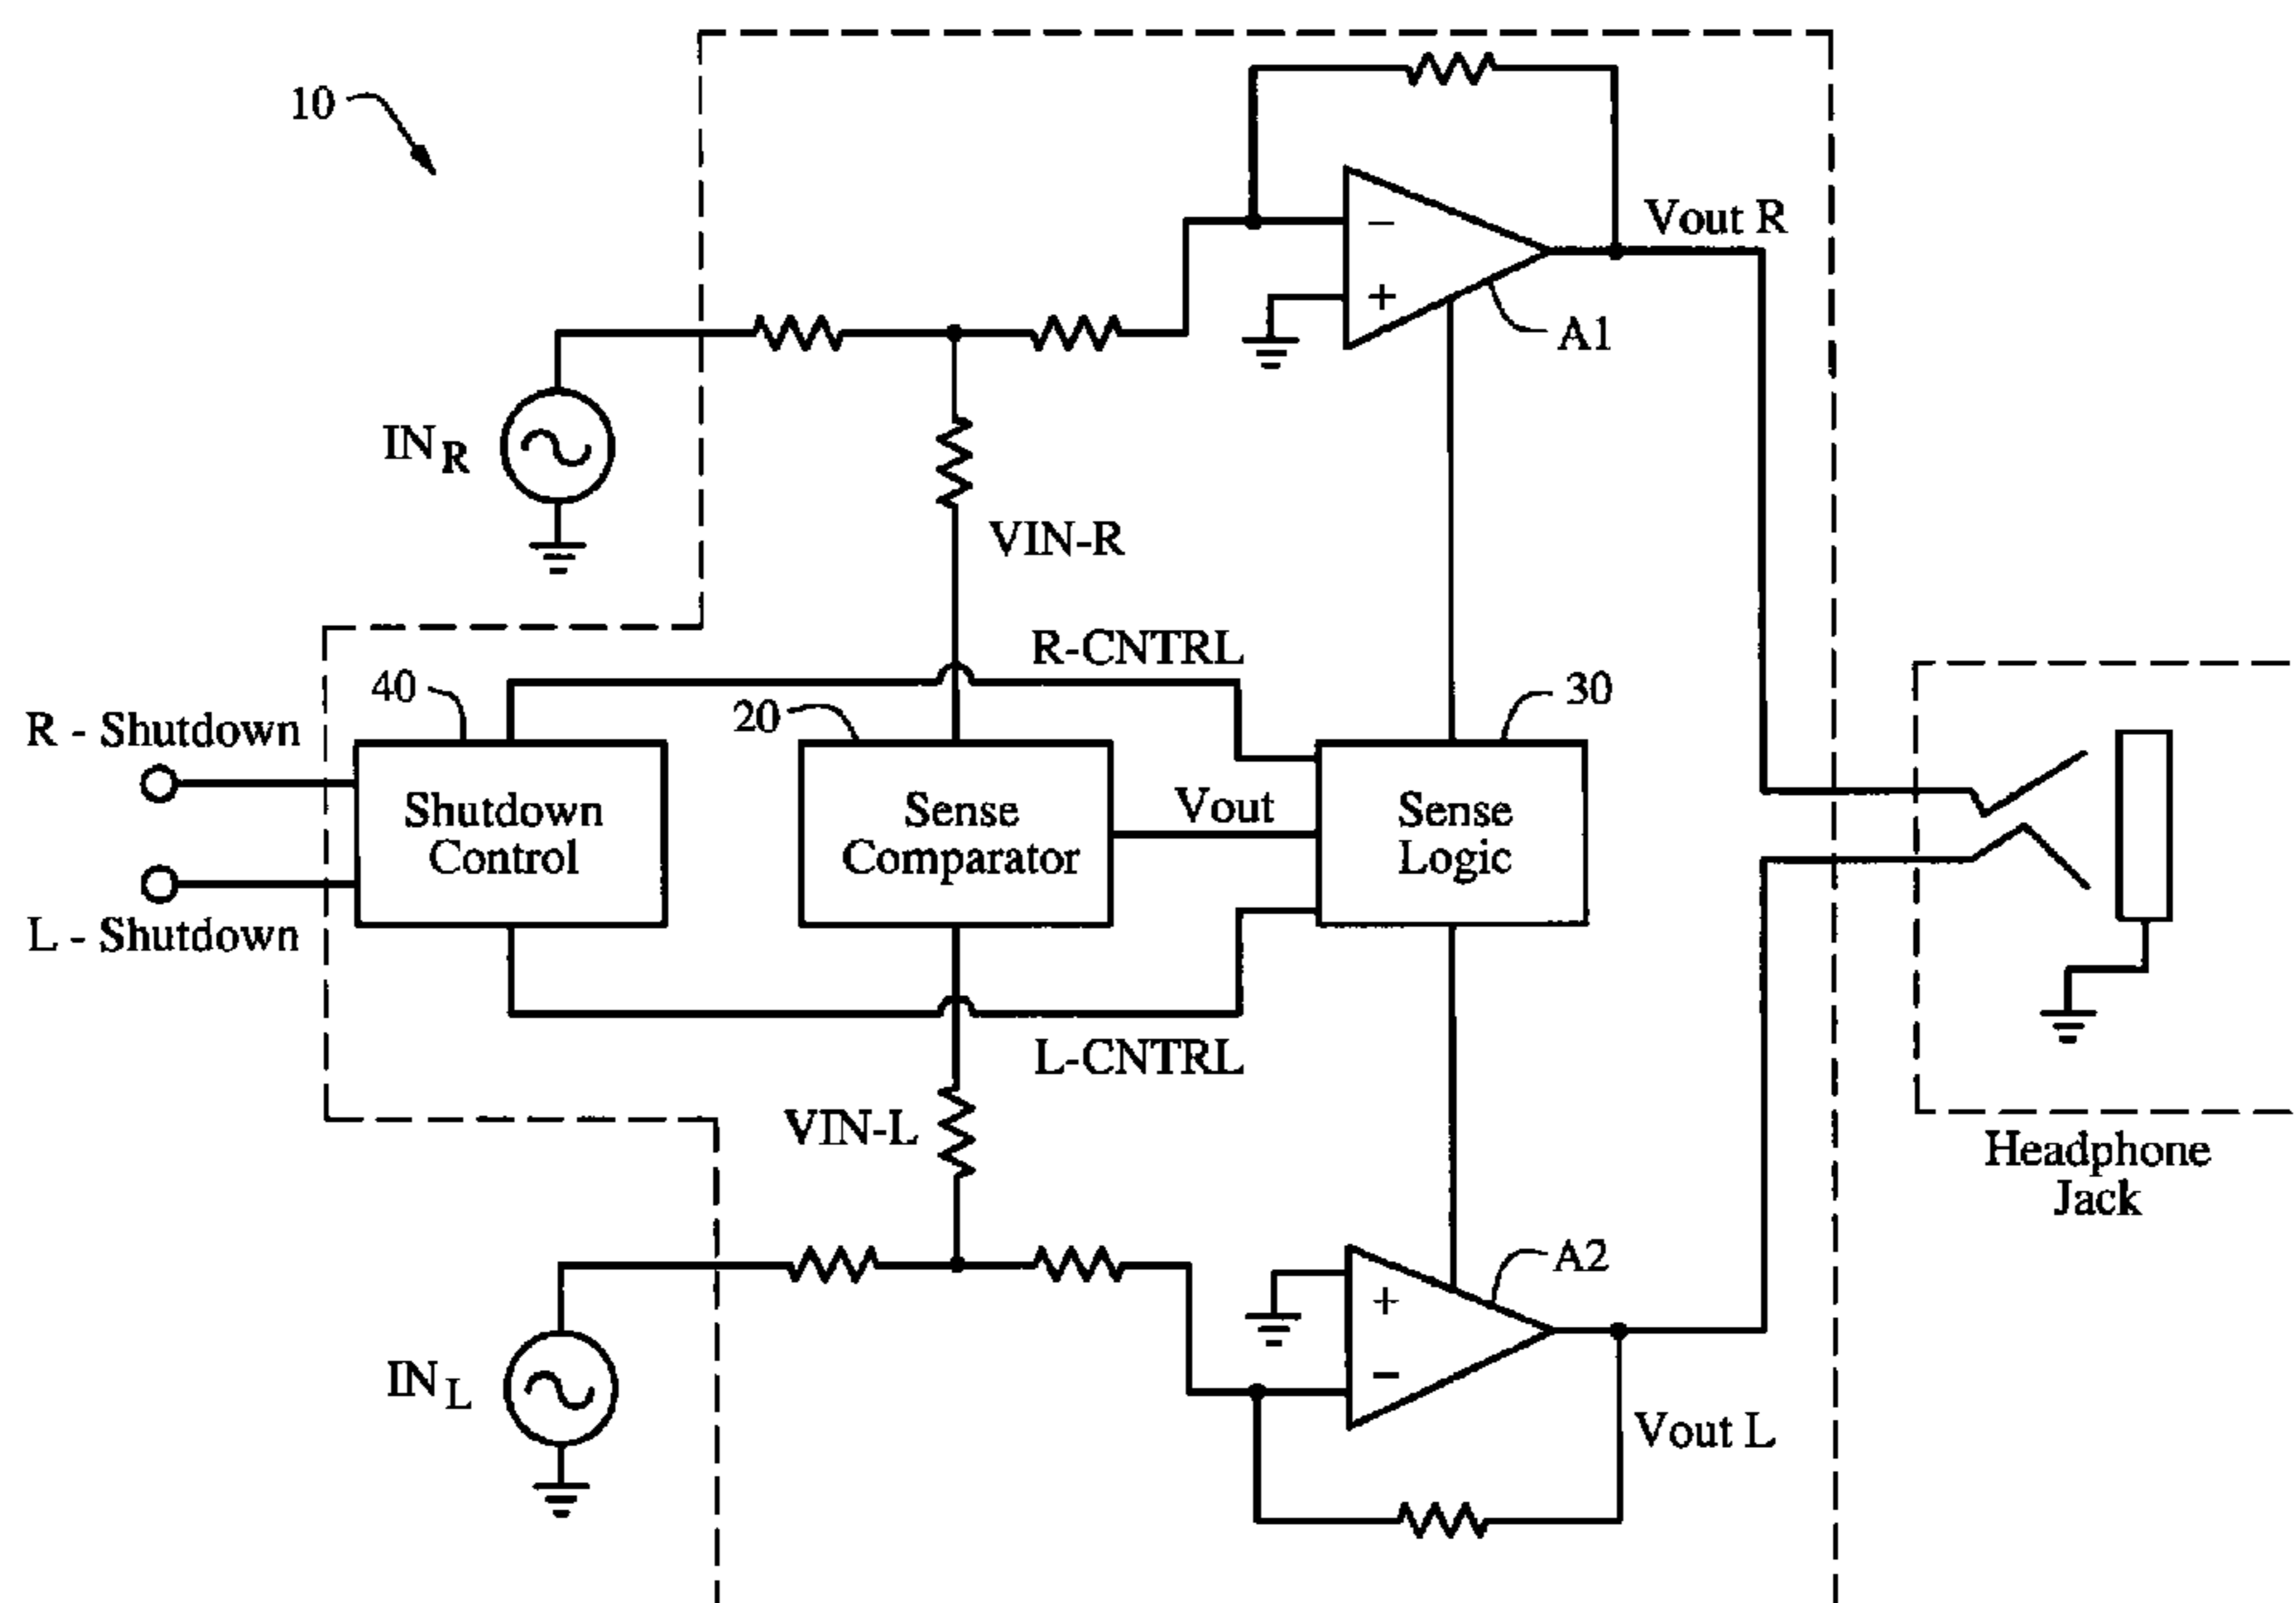 10
Vout R
−
+
A1
IN R
VIN-R
R-CNTRL
40
20
30
R - Shutdown
Shutdown
Control
Sense
Comparator
Vout
Sense
Logic
L - Shutdown
L-CNTRL
VIN-L
Headphone
Jack
A2
+
−
IN L
Vout L